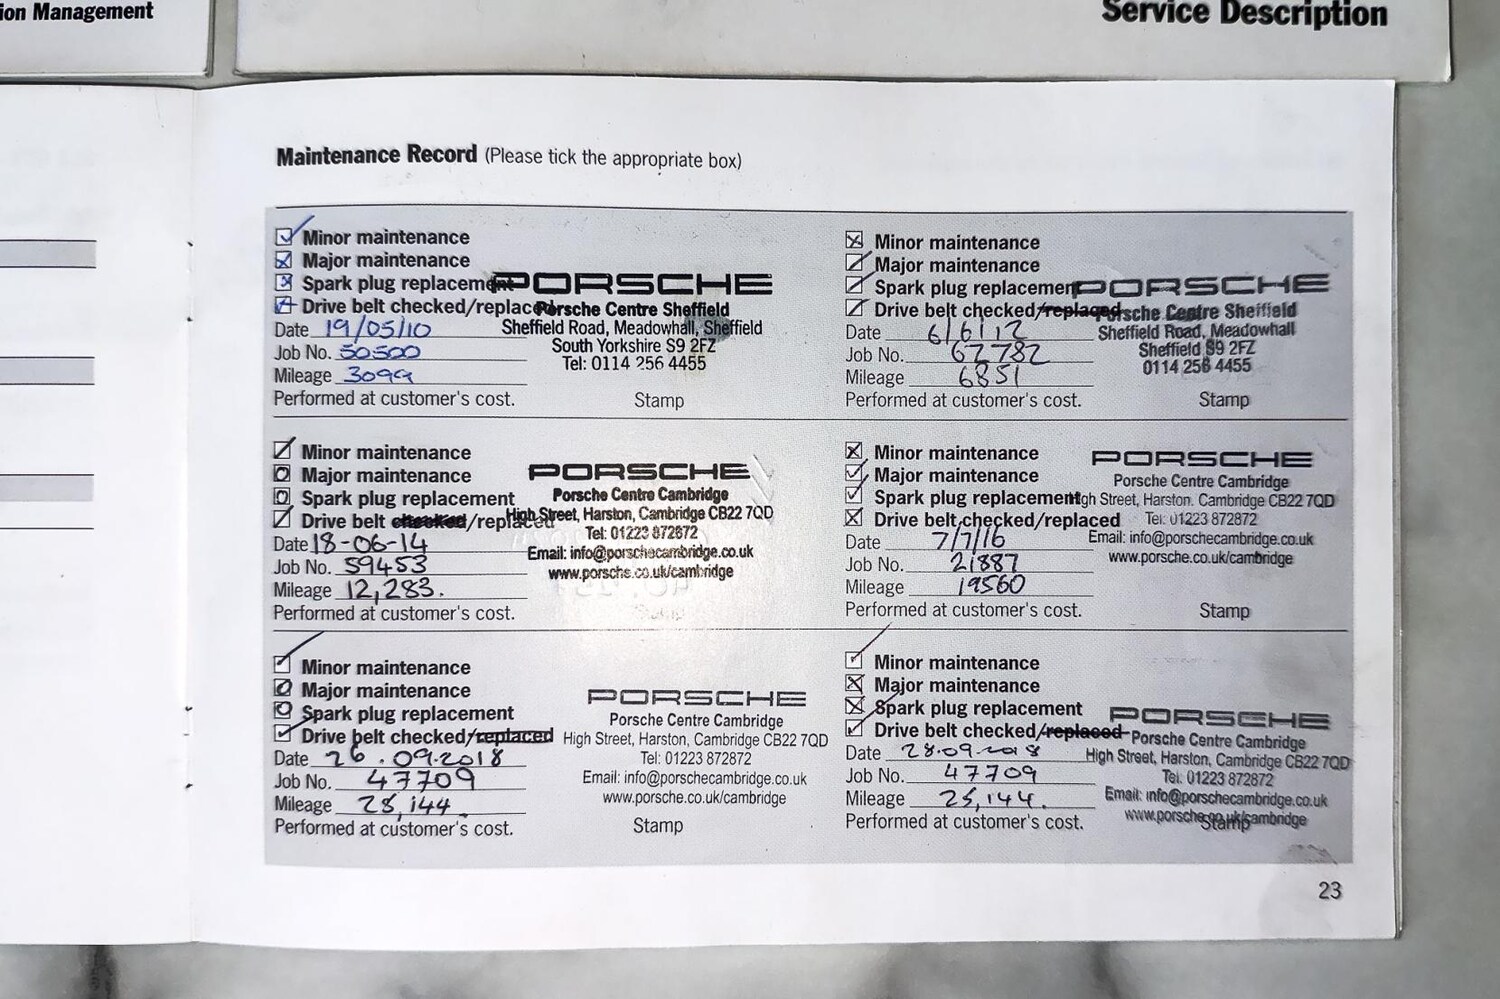 ion Management
Service Description
Maintenance Record (Please tick the appropriate box)
Minor maintenance
Major maintenance
Spark plug replacement
Drive belt checked/replaced
Date 19/05/10
Job No. 50500
Mileage 3099
Performed at customer's cost.
PORSCHE
Porsche Centre Sheffield
Sheffield Road, Meadowhall, Sheffield
South Yorkshire S9 2FZ
Tel: 0114 256 4455
Stamp
Minor maintenance
Major maintenance
Spark plug replacement
Drive belt checked/replaced
Date 6/6/12
Job No. 62782
Mileage 6851
Performed at customer's cost.
PORSCHE
Porsche Centre Sheffield
Sheffield Road, Meadowhall
Sheffield S9 2FZ
0114 256 4455
Stamp
Minor maintenance
Major maintenance
Spark plug replacement
Drive belt checked/replaced
Date 18-06-14
Job No. 59453
Mileage 12,283.
Performed at customer's cost.
PORSCHE
Porsche Centre Cambridge
High Street, Harston, Cambridge CB22 7QD
Tel: 01223 872872
Email: info@porschecambridge.co.uk
www.porsche.co.uk/cambridge
Stamp
Minor maintenance
Major maintenance
Spark plug replacement
Drive belt checked/replaced
Date 7/7/16
Job No. 21887
Mileage 19560
Performed at customer's cost.
PORSCHE
Porsche Centre Cambridge
High Street, Harston, Cambridge CB22 7QD
Tel: 01223 872872
Email: info@porschecambridge.co.uk
www.porsche.co.uk/cambridge
Stamp
Minor maintenance
Major maintenance
Spark plug replacement
Drive belt checked/replaced
Date 26.09.2018
Job No. 47709
Mileage 25,144.
Performed at customer's cost.
PORSCHE
Porsche Centre Cambridge
High Street, Harston, Cambridge CB22 7QD
Tel: 01223 872872
Email: info@porschecambridge.co.uk
www.porsche.co.uk/cambridge
Stamp
Minor maintenance
Major maintenance
Spark plug replacement
Drive belt checked/replaced
Date 28.09.2018
Job No. 47709
Mileage 25,144.
Performed at customer's cost.
PORSCHE
Porsche Centre Cambridge
High Street, Harston, Cambridge CB22 7QD
Tel: 01223 872872
Email: info@porschecambridge.co.uk
www.porsche.co.uk/cambridge
Stamp
23